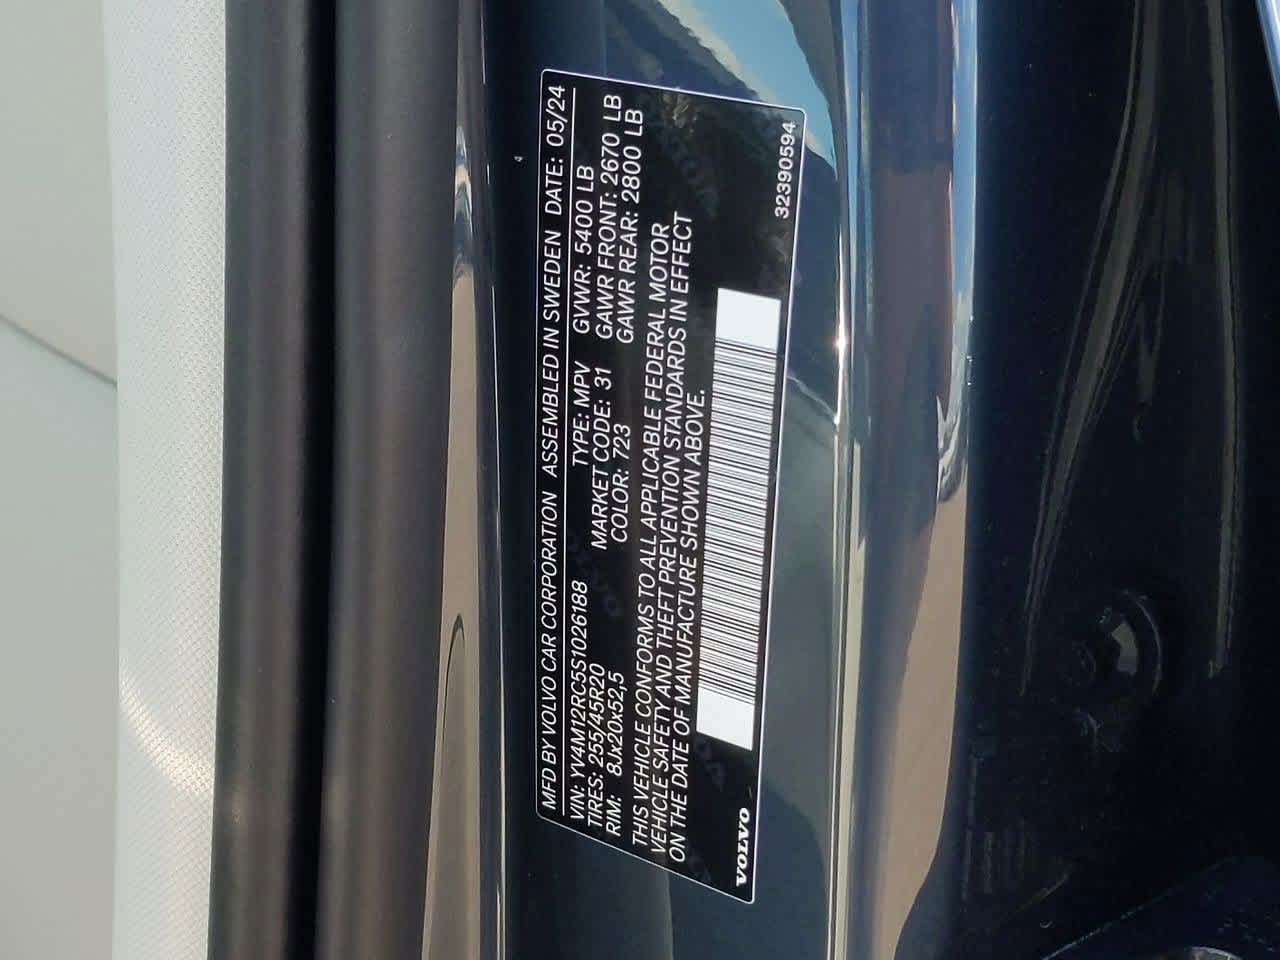 MFD BY VOLVO CAR CORPORATION ASSEMBLED IN SWEDEN DATE: 05/24
VIN: YV4M12RC5S1026188 TYPE: MPV GVWR: 5400 LB
TIRES: 255/45R20 MARKET CODE: 31 GAWR FRONT: 2670 LB
RIM: 8Jx20x52,5 COLOR: 723 GAWR REAR: 2800 LB
THIS VEHICLE CONFORMS TO ALL APPLICABLE FEDERAL MOTOR
VEHICLE SAFETY AND THEFT PREVENTION STANDARDS IN EFFECT
ON THE DATE OF MANUFACTURE SHOWN ABOVE.
VOLVO 32390594